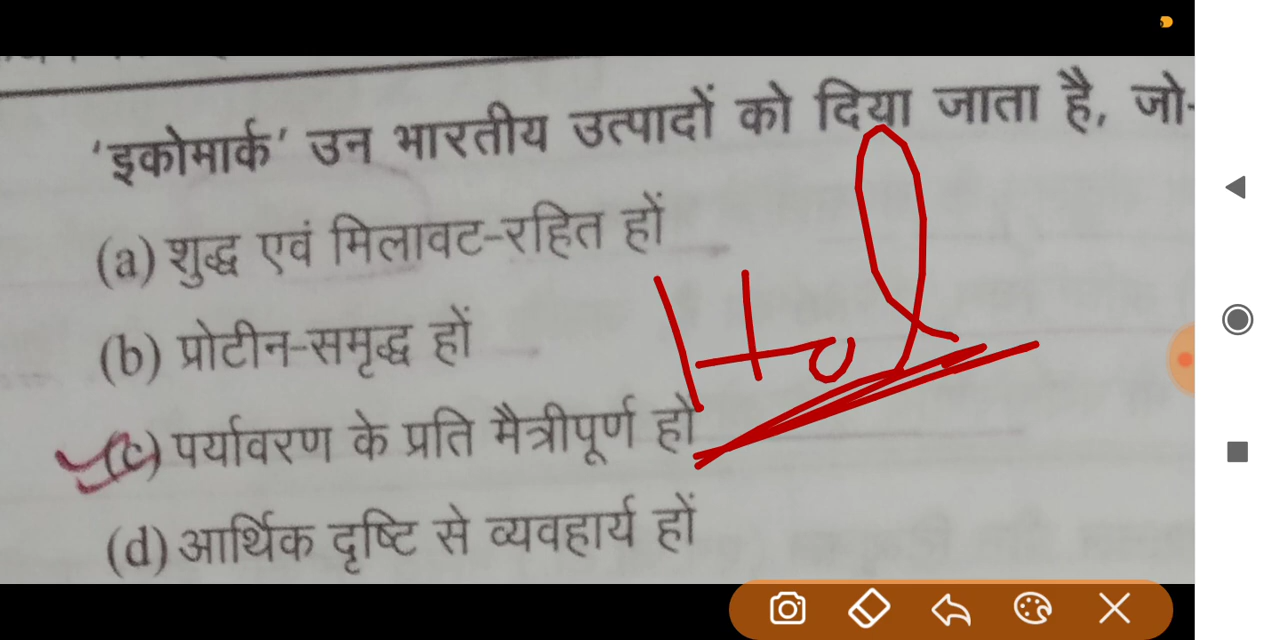 'इकोमार्क' उन भारतीय उत्पादों को दिया जाता है, जो-
(a) शुद्ध एवं मिलावट-रहित हों
(b) प्रोटीन-समृद्ध हों
(c) पर्यावरण के प्रति मैत्रीपूर्ण हों
(d) आर्थिक दृष्टि से व्यवहार्य हों